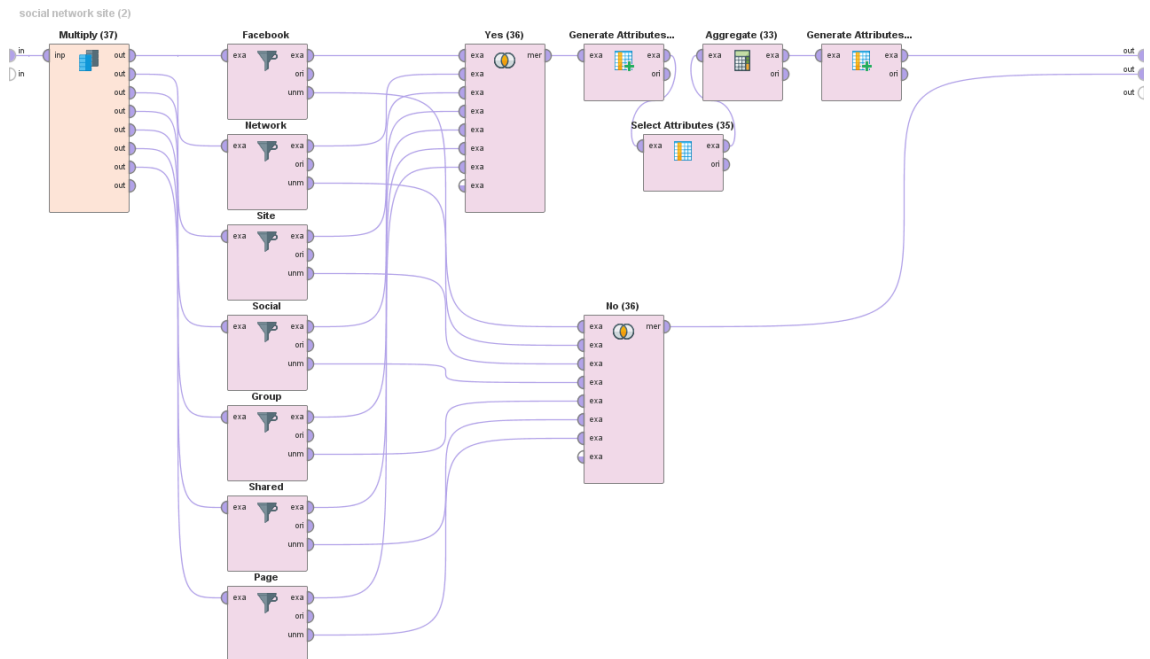 social network site (2)
Multiply (37)
Facebook
Yes (36)
Generate Attributes...
Aggregate (33)
Generate Attributes...
in
inp
out
exa
exa
exa
mer
exa
exa
exa
exa
exa
exa
out
in
out
ori
exa
ori
ori
ori
out
out
unm
exa
out
out
exa
Network
Select Attributes (35)
out
exa
exa
exa
exa
exa
out
ori
exa
ori
out
unm
exa
out
exa
Site
exa
exa
ori
unm
Social
No (36)
exa
exa
exa
mer
ori
exa
unm
exa
exa
Group
exa
exa
exa
exa
ori
exa
unm
exa
Shared
exa
exa
ori
unm
Page
exa
exa
ori
unm